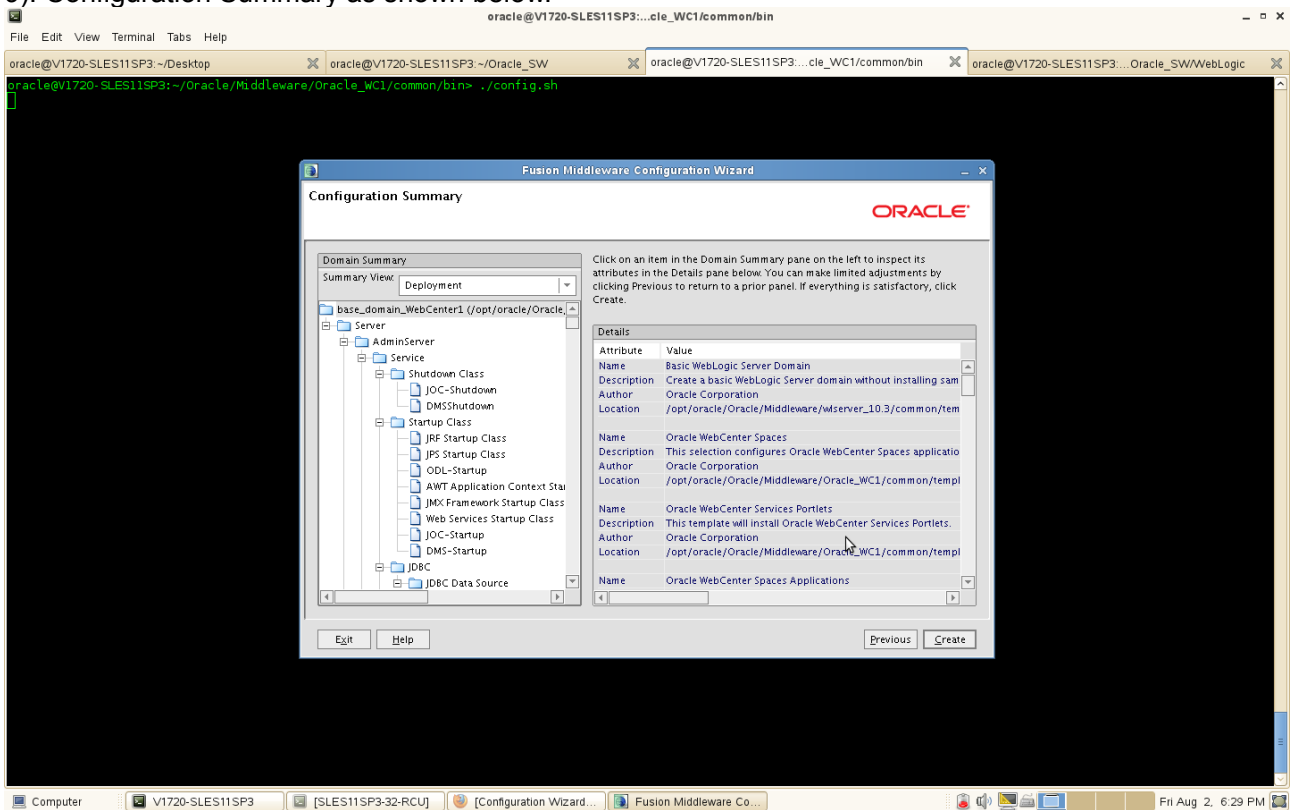 9). Configuration Summary as shown below.
oracle@V1720-SLES11SP3:...cle_WC1/common/bin
File Edit View Terminal Tabs Help
oracle@V1720-SLES11SP3:~/Desktop
oracle@V1720-SLES11SP3:~/Oracle_SW
oracle@V1720-SLES11SP3:...cle_WC1/common/bin
oracle@V1720-SLES11SP3:...Oracle_SW/WebLogic
oracle@V1720-SLES11SP3:~/Oracle/Middleware/Oracle_WC1/common/bin> ./config.sh
Fusion Middleware Configuration Wizard
Configuration Summary
ORACLE
Domain Summary
Summary View: Deployment
base_domain_WebCenter1 (/opt/oracle/Oracle_
Server
AdminServer
Service
Shutdown Class
JOC-Shutdown
DMSShutdown
Startup Class
JRF Startup Class
JPS Startup Class
ODL-Startup
AWT Application Context Star
JMX Framework Startup Class
Web Services Startup Class
JOC-Startup
DMS-Startup
JDBC
JDBC Data Source
Click on an item in the Domain Summary pane on the left to inspect its
attributes in the Details pane below. You can make limited adjustments by
clicking Previous to return to a prior panel. If everything is satisfactory, click
Create.
Details
Attribute Value
Name Basic WebLogic Server Domain
Description Create a basic WebLogic Server domain without installing sam
Author Oracle Corporation
Location /opt/oracle/Oracle/Middleware/wlserver_10.3/common/tem
Name Oracle WebCenter Spaces
Description This selection configures Oracle WebCenter Spaces applicatio
Author Oracle Corporation
Location /opt/oracle/Oracle/Middleware/Oracle_WC1/common/templ
Name Oracle WebCenter Services Portlets
Description This template will install Oracle WebCenter Services Portlets.
Author Oracle Corporation
Location /opt/oracle/Oracle/Middleware/Oracle_WC1/common/templ
Name Oracle WebCenter Spaces Applications
Exit Help Previous Create
Computer V1720-SLES11SP3 [SLES11SP3-32-RCU] [Configuration Wizard... Fusion Middleware Co... Fri Aug 2, 6:29 PM